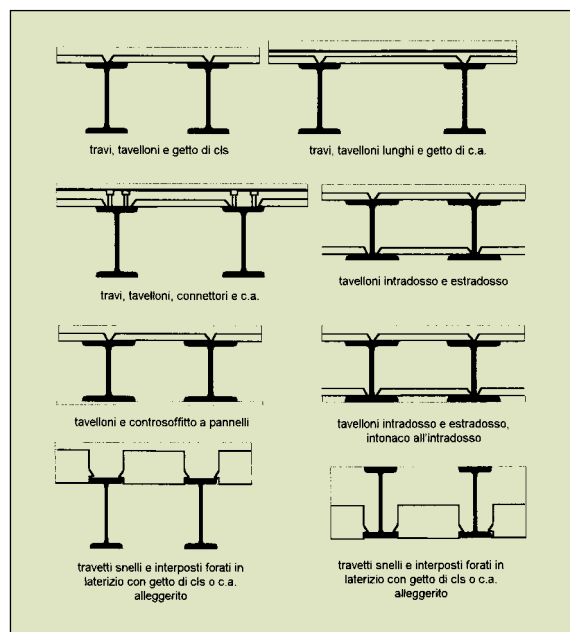 travi, tavelloni e getto di cls
travi, tavelloni lunghi e getto di c.a.
travi, tavelloni, connettori e c.a.
tavelloni intradosso e estradosso
tavelloni e controsoffitto a pannelli
tavelloni intradosso e estradosso,
intonaco all'intradosso
travetti snelli e interposti forati in
laterizio con getto di cls o c.a.
alleggerito
travetti snelli e interposti forati in
laterizio con getto di cls o c.a.
alleggerito